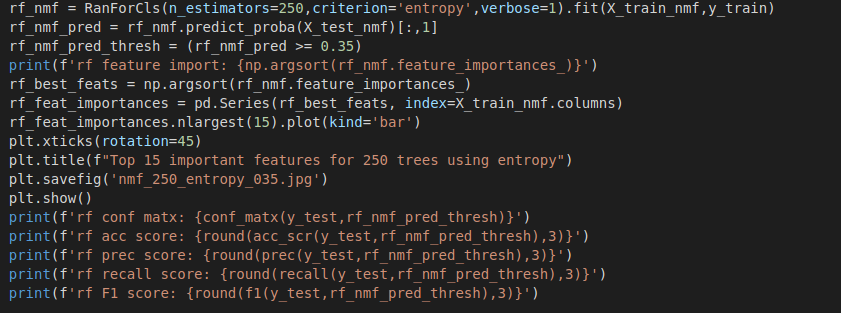 rf_nmf = RanForCls(n_estimators=250,criterion='entropy',verbose=1).fit(X_train_nmf,y_train)
rf_nmf_pred = rf_nmf.predict_proba(X_test_nmf)[:,1]
rf_nmf_pred_thresh = (rf_nmf_pred >= 0.35)
print(f'rf feature import: {np.argsort(rf_nmf.feature_importances_)}')
rf_best_feats = np.argsort(rf_nmf.feature_importances_)
rf_feat_importances = pd.Series(rf_best_feats, index=X_train_nmf.columns)
rf_feat_importances.nlargest(15).plot(kind='bar')
plt.xticks(rotation=45)
plt.title(f"Top 15 important features for 250 trees using entropy")
plt.savefig('nmf_250_entropy_035.jpg')
plt.show()
print(f'rf conf matx: {conf_matx(y_test,rf_nmf_pred_thresh)}')
print(f'rf acc score: {round(acc_scr(y_test,rf_nmf_pred_thresh),3)}')
print(f'rf prec score: {round(prec(y_test,rf_nmf_pred_thresh),3)}')
print(f'rf recall score: {round(recall(y_test,rf_nmf_pred_thresh),3)}')
print(f'rf F1 score: {round(f1(y_test,rf_nmf_pred_thresh),3)}')